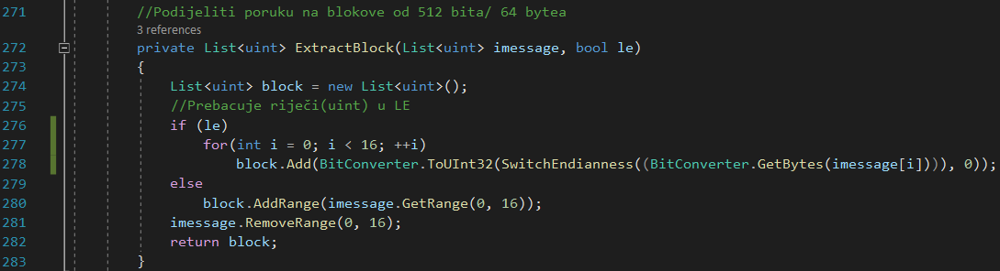 271 //Podijeliti poruku na blokove od 512 bita/ 64 bytea
3 references
272 private List<uint> ExtractBlock(List<uint> imessage, bool le)
273 {
274 List<uint> block = new List<uint>();
275 //Prebacuje riječi(uint) u LE
276 if (le)
277 for(int i = 0; i < 16; ++i)
278 block.Add(BitConverter.ToUInt32(SwitchEndianness((BitConverter.GetBytes(imessage[i]))), 0));
279 else
280 block.AddRange(imessage.GetRange(0, 16));
281 imessage.RemoveRange(0, 16);
282 return block;
283 }